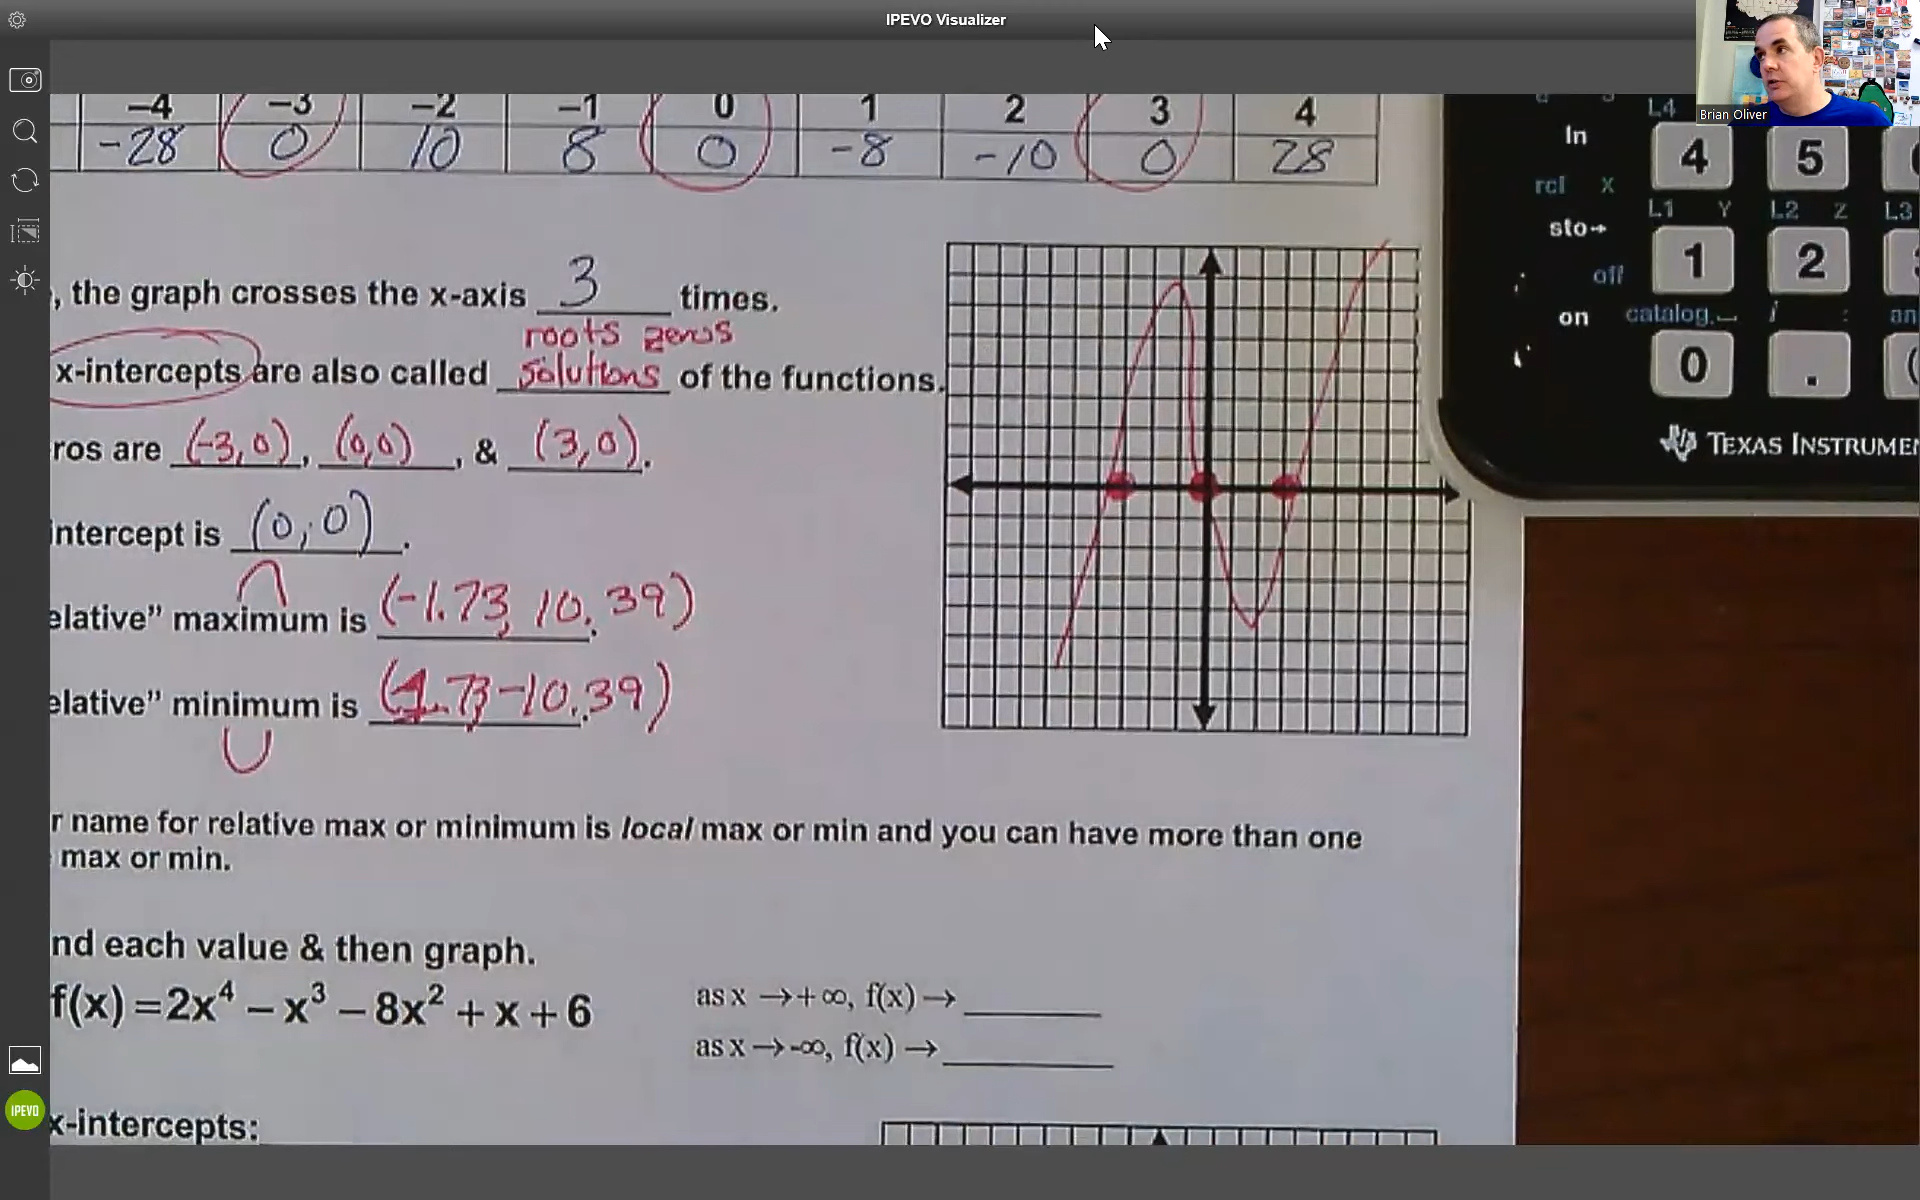 IPEVO Visualizer
Brian Oliver
-4 -3 -2 -1 0 1 2 3 4
-28 0 10 8 0 -8 -10 0 28
, the graph crosses the x-axis 3 times.
roots zeros
x-intercepts are also called solutions of the functions.
ros are (-3,0), (0,0), & (3,0).
intercept is (0,0).
elative” maximum is (-1.73, 10.39).
elative” minimum is (1.73, -10.39).
r name for relative max or minimum is local max or min and you can have more than one
max or min.
nd each value & then graph.
f(x) = 2x⁴ – x³ – 8x² + x + 6
as x → + ∞, f(x) → ________
as x → -∞, f(x) → ________
x-intercepts:
L4
ln 4 5
rcl X L1 Y L2 Z L3
sto→ 1 2
off catalog i :
on 0 . (
TEXAS INSTRUMEN
IPEVO